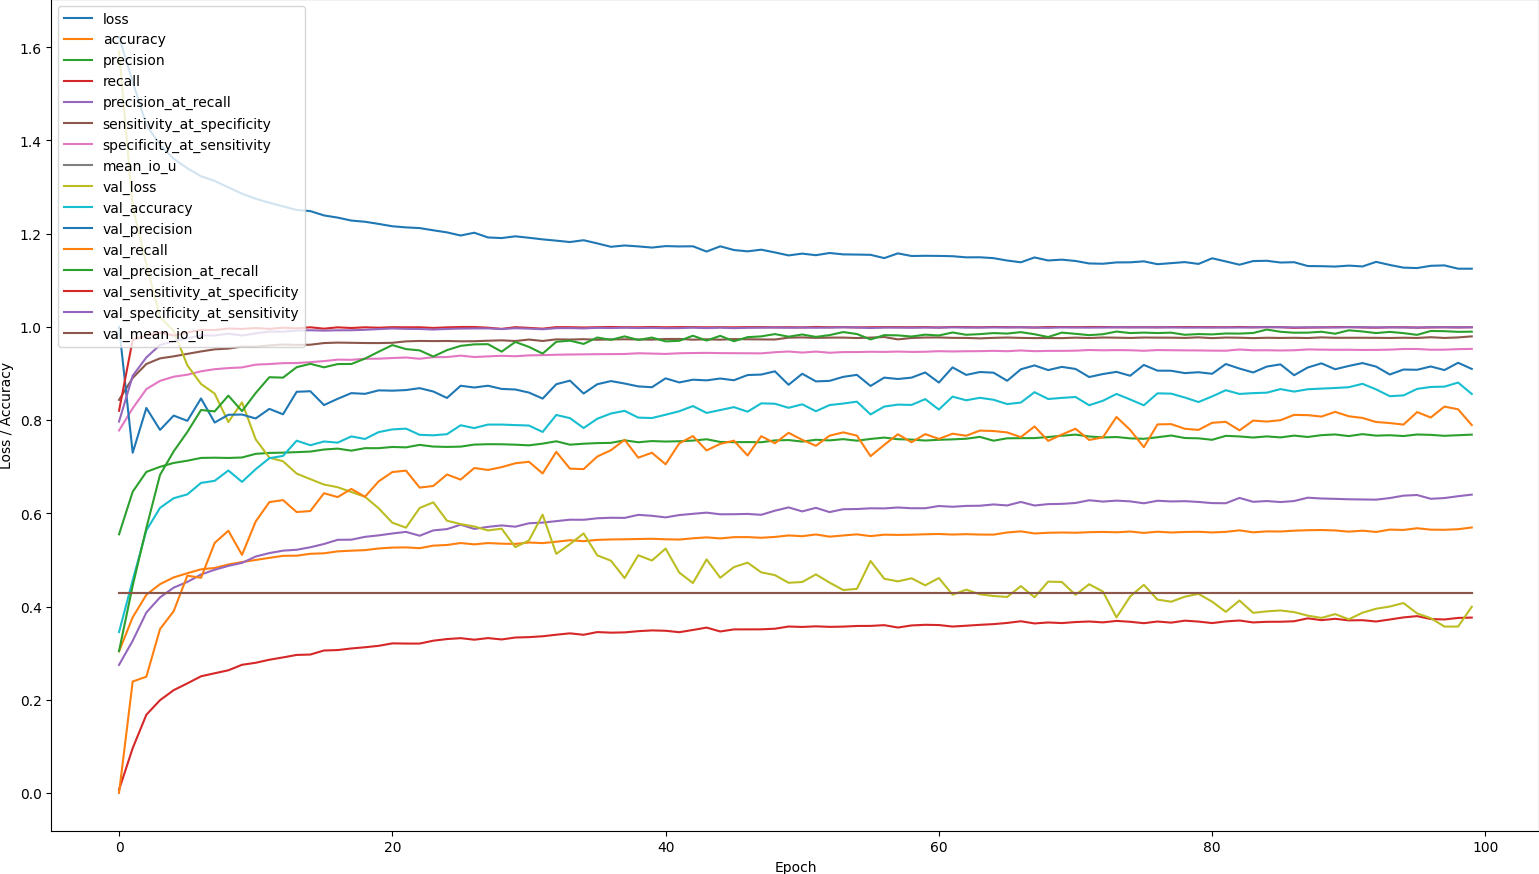 loss
accuracy
precision
recall
precision_at_recall
sensitivity_at_specificity
specificity_at_sensitivity
mean_io_u
val_loss
val_accuracy
val_precision
val_recall
val_precision_at_recall
val_sensitivity_at_specificity
val_specificity_at_sensitivity
val_mean_io_u
1.6
1.4
1.2
1.0
0.8
0.6
0.4
0.2
0.0
Loss / Accuracy
0 20 40 60 80 100
Epoch